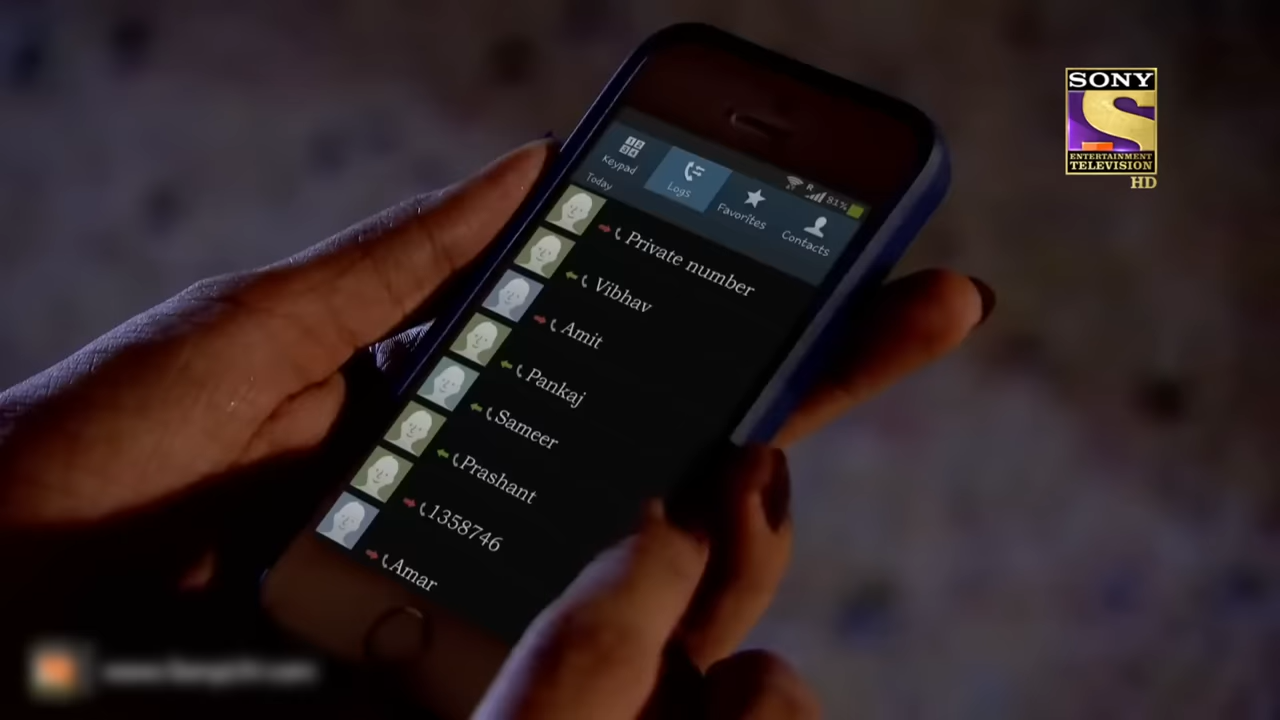 SONY
ENTERTAINMENT
TELEVISION
HD
81%
Keypad
Logs
Favorites
Contacts
Today
Private number
Vibhav
Amit
Pankaj
Sameer
Prashant
1358746
Amar